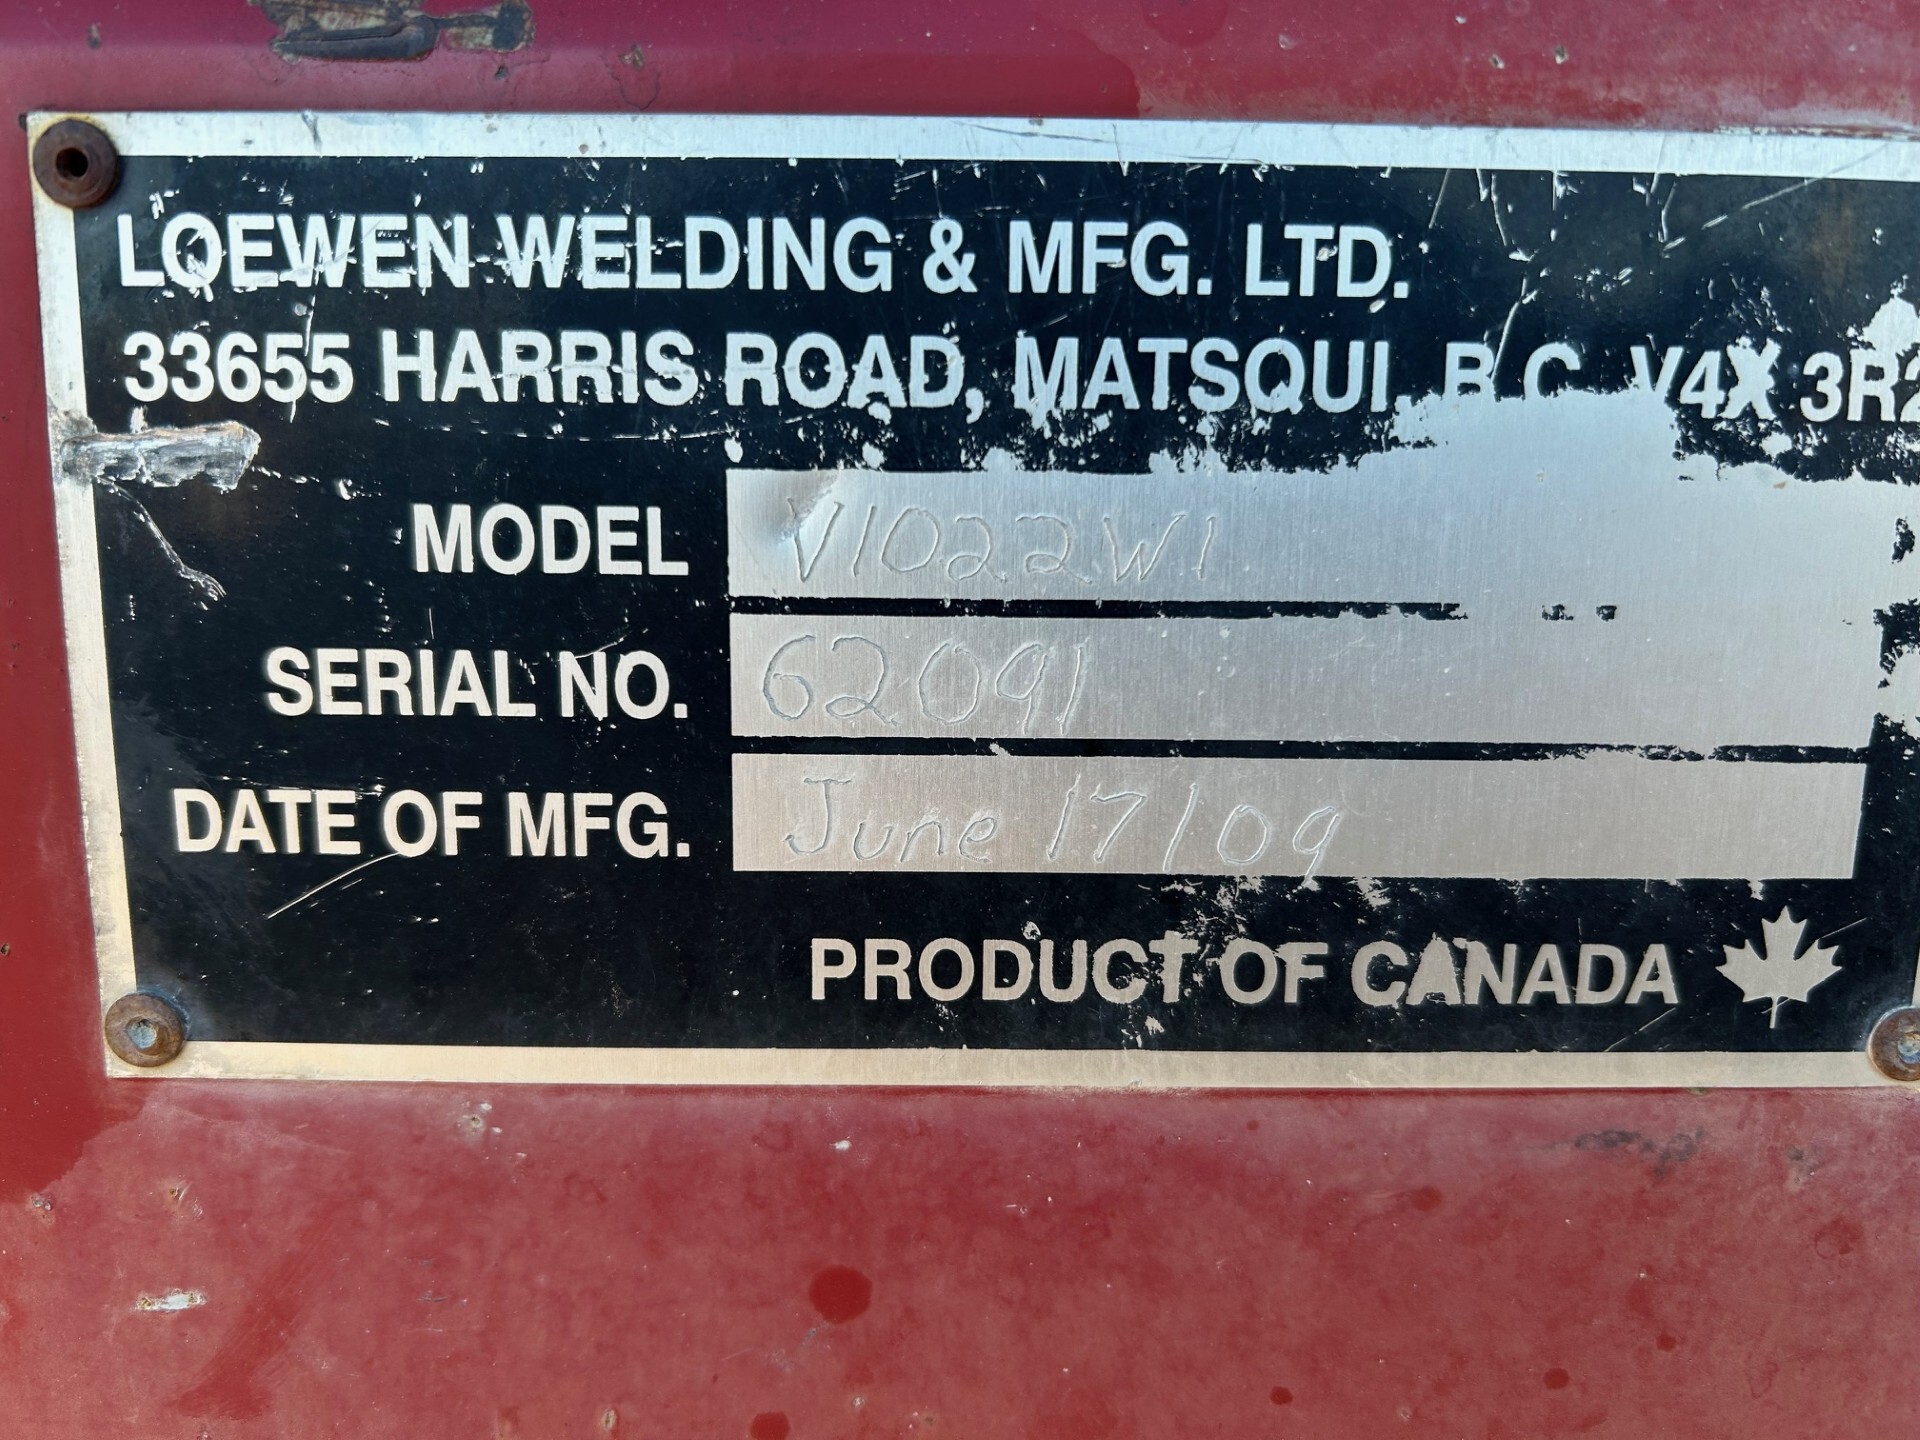 LOEWEN WELDING & MFG. LTD.
33655 HARRIS ROAD, MATSQUI, B.C. V4X 3R2
MODEL V1022W1
SERIAL NO. 62091
DATE OF MFG. June 17/09
PRODUCT OF CANADA